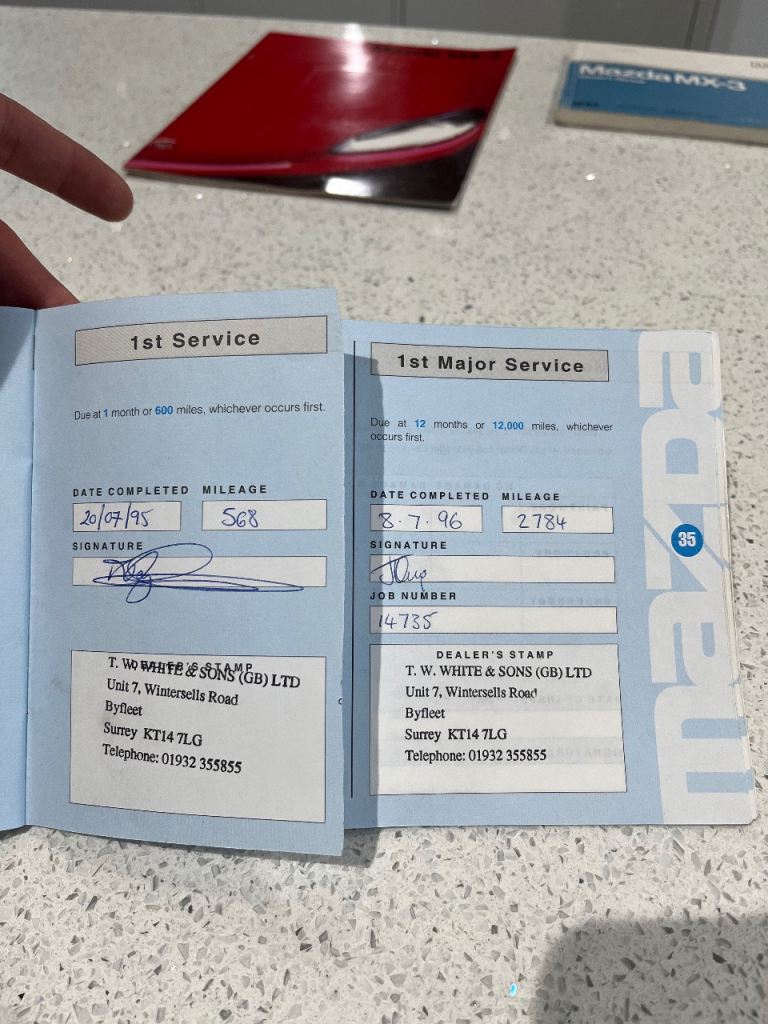 Mazda MX-3
1st Service
Due at 1 month or 600 miles, whichever occurs first.
DATE COMPLETED MILEAGE
20/07/95 568
SIGNATURE
DEALER'S STAMP
T. W. WHITE & SONS (GB) LTD
Unit 7, Wintersells Road
Byfleet
Surrey KT14 7LG
Telephone: 01932 355855
1st Major Service
Due at 12 months or 12,000 miles, whichever
occurs first.
DATE COMPLETED MILEAGE
8.7.96 2784
SIGNATURE
JOB NUMBER
14735
DEALER'S STAMP
T. W. WHITE & SONS (GB) LTD
Unit 7, Wintersells Road
Byfleet
Surrey KT14 7LG
Telephone: 01932 355855
35
mazda